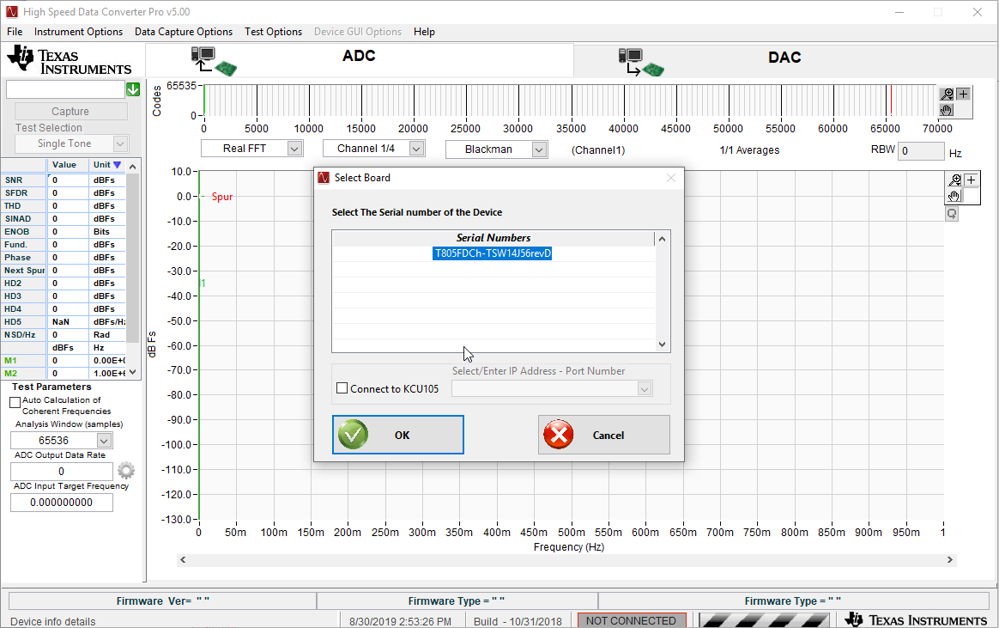 High Speed Data Converter Pro v5.00
File Instrument Options Data Capture Options Test Options Device GUI Options Help
TEXAS INSTRUMENTS
ADC
DAC
Capture
Test Selection
Single Tone
Codes
65535
0
0 5000 10000 15000 20000 25000 30000 35000 40000 45000 50000 55000 60000 65000 70000
Real FFT Channel 1/4 Blackman (Channel1) 1/1 Averages RBW 0 Hz
Value Unit
SNR 0 dBFs
SFDR 0 dBFs
THD 0 dBFs
SINAD 0 dBFs
ENOB 0 Bits
Fund. 0 dBFs
Phase 0 dBFs
Next Spur 0 dBFs
HD2 0 dBFs
HD3 0 dBFs
HD4 0 dBFs
HD5 NaN dBFs/Hz
NSD/Hz 0 Rad
dBFs Hz
M1 0 0.00E+0
M2 0 1.00E+6
Test Parameters
Auto Calculation of
Coherent Frequencies
Analysis Window (samples)
65536
ADC Output Data Rate
0
ADC Input Target Frequency
0.000000000
dBFs
10.0
0.0
-10.0
-20.0
-30.0
-40.0
-50.0
-60.0
-70.0
-80.0
-90.0
-100.0
-110.0
-120.0
-130.0
Spur
1
0 50m 100m 150m 200m 250m 300m 350m 400m 450m 500m 550m 600m 650m 700m 750m 800m 850m 900m 950m 1
Frequency (Hz)
Select Board
Select The Serial number of the Device
Serial Numbers
T805FDCh-TSW14J56revD
Select/Enter IP Address - Port Number
Connect to KCU105
OK
Cancel
Firmware Ver= " " Firmware Type = " " Firmware Type = " "
Device info details 8/30/2019 2:53:26 PM Build - 10/31/2018 NOT CONNECTED TEXAS INSTRUMENTS